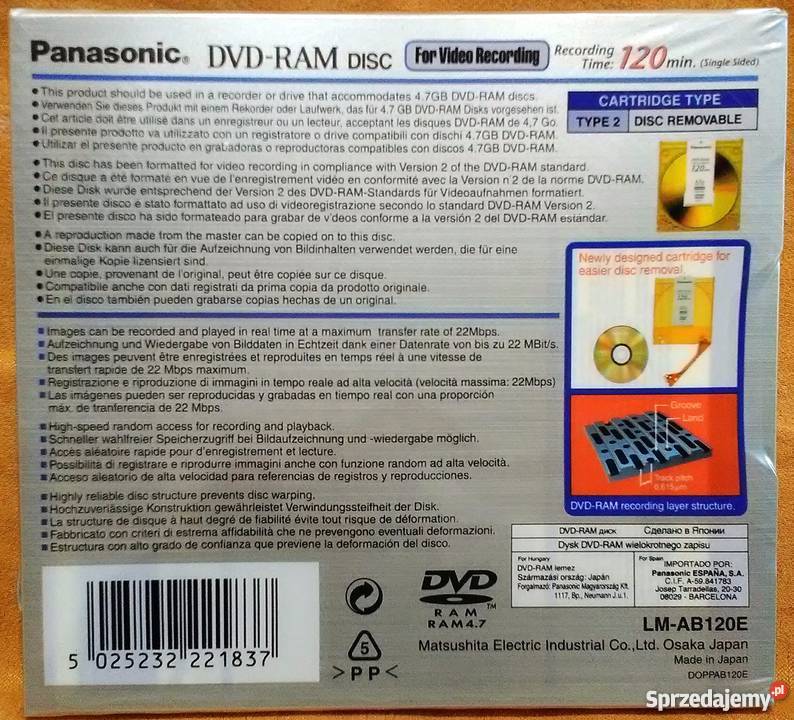 Panasonic® DVD-RAM DISC For Video Recording Recording Time: 120 min. (Single Sided)
• This product should be used in a recorder or drive that accommodates 4.7GB DVD-RAM discs.
• Verwenden Sie dieses Produkt mit einem Rekorder oder Laufwerk, das für 4.7 GB DVD-RAM Disks vorgesehen ist.
• Cet article doit être utilisé dans un enregistreur ou un lecteur, acceptant les disques DVD-RAM de 4,7 Go.
• Il presente prodotto va utilizzato con un registratore o drive compatibili con dischi 4.7GB DVD-RAM.
• Utilizar el presente producto en grabadoras o reproductoras compatibles con discos 4.7GB DVD-RAM.
CARTRIDGE TYPE
TYPE 2 DISC REMOVABLE
• This disc has been formatted for video recording in compliance with Version 2 of the DVD-RAM standard.
• Ce disque a été formaté en vue de l'enregistrement vidéo en conformité avec la Version n°2 de la norme DVD-RAM.
• Diese Disk wurde entsprechend der Version 2 des DVD-RAM-Standards für Videoaufnahmen formatiert.
• Il presente disco è stato formattato ad uso di videoregistrazione secondo lo standard DVD-RAM Version 2.
• El presente disco ha sido formateado para grabar de v'deos conforme a la versión 2 del DVD-RAM estándar.
Panasonic
120
• A reproduction made from the master can be copied on to this disc.
• Diese Disk kann auch für die Aufzeichnung von Bildinhalten verwendet werden, die für eine
einmalige Kopie lizensiert sind.
• Une copie, provenant de l'original, peut être copiée sur ce disque.
• Compatibile anche con dati registrati da prima copia da prodotto originale.
• En el disco también pueden grabarse copias hechas de un original.
Newly designed cartridge for
easier disc removal.
■ Images can be recorded and played in real time at a maximum transfer rate of 22Mbps.
■ Aufzeichnung und Wiedergabe von Bilddaten in Echtzeit dank einer Datenrate von bis zu 22 MBit/s.
■ Des images peuvent être enregistrées et reproduites en temps réel à une vitesse de
transfert rapide de 22 Mbps maximum.
■ Registrazione e riproduzione di immagini in tempo reale ad alta velocità (velocità massima: 22Mbps)
■ Las imágenes pueden ser reproducidas y grabadas en tiempo real con una proporción
máx. de tranferencia de 22 Mbps.
■ High-speed random access for recording and playback.
■ Schneller wahlfreier Speicherzugriff bei Bildaufzeichnung und -wiedergabe möglich.
■ Accès aléatoire rapide pour d'enregistrement et lecture.
■ Possibilità di registrare e riprodurre immagini anche con funzione random ad alta velocità.
■ Acceso aleatorio de alta velocidad para referencias de registros y reproducciones.
Groove
Land
Track pitch
0.615µm
DVD-RAM recording layer structure.
■ Highly reliable disc structure prevents disc warping.
■ Hochzuverlässige Konstruktion gewährleistet Verwindungssteifheit der Disk.
■ La structure de disque à haut degré de fiabilité évite tout risque de déformation.
■ Fabbricato con criteri di estrema affidabilità che ne prevengono eventuali deformazioni.
■ Estructura con alto grado de confianza que previene la deformación del disco.
DVD-RAM диск Сделано в Японии
Dysk DVD-RAM wielokrotnego zapisu
For Hungary
DVD-RAM lemez
Származási ország: Japán
Forgalmazó: Panasonic Magyarország Kft.
1117, Bp., Neumann J.u.1.
For Spain
IMPORTADO POR:
Panasonic ESPAÑA, S.A.
C.I.F. A-59.841783
Josep Tarradellas, 20-30
08029 - BARCELONA
5 025232 221837
5
>PP<
DVD
™
RAM
RAM4.7
LM-AB120E
Matsushita Electric Industrial Co.,Ltd. Osaka Japan
Made in Japan
DOPPAB120E
Sprzedajemy.pl